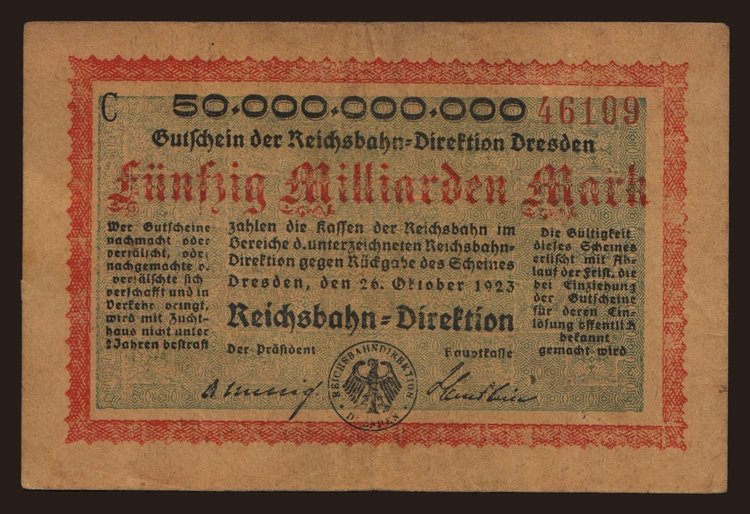 C 50.000.000.000 46109
Gutschein der Reichsbahn=Direktion Dresden
Fünfzig Milliarden Mark
Wer Gutscheine
nachmacht oder
verfälscht, oder
nachgemachte o.
verfälschte sich
verschafft und in
Verkehr bringt,
wird mit Zucht-
haus nicht unter
2 Jahren bestraft
zahlen die Kassen der Reichsbahn im
Bereiche d. unterzeichneten Reichsbahn-
Direktion gegen Rückgabe des Scheines
Dresden, den 26. Oktober 1923
Reichsbahn=Direktion
Der Präsident Hauptkasse
Die Gültigkeit
dieses Scheines
erlischt mit Ab-
lauf der Frist, die
bei Einziehung
der Gutscheine
für deren Ein-
lösung öffentlich
bekannt
gemacht wird
REICHSBAHNDIREKTION
DRESDEN